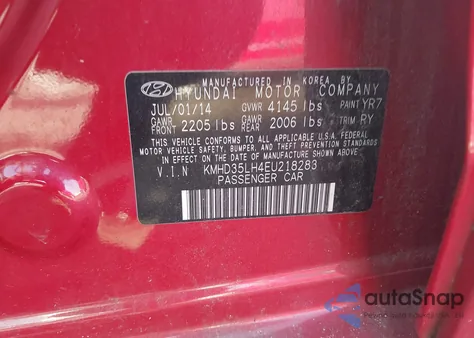 MANUFACTURED IN KOREA BY
HYUNDAI MOTOR COMPANY
JUL/01/14 GVWR 4145 lbs PAINT YR7
GAWR FRONT 2205 lbs GAWR REAR 2006 lbs TRIM RY
THIS VEHICLE CONFORMS TO ALL APPLICABLE U.S.A. FEDERAL
MOTOR VEHICLE SAFETY, BUMPER, AND THEFT PREVENTION STANDARDS
IN EFFECT ON THE DATE OF MANUFACTURE SHOWN ABOVE.
V.I.N KMHD35LH4EU218283
PASSENGER CAR
autoSnap